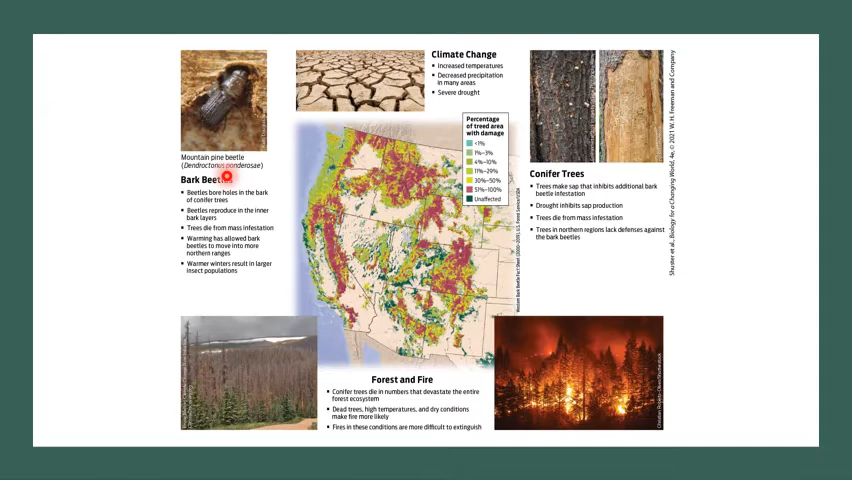 Mountain pine beetle
(Dendroctonus ponderosae)
Bark Bee
▪ Beetles bore holes in the bark
of conifer trees
▪ Beetles reproduce in the inner
bark layers
▪ Trees die from mass infestation
▪ Warming has allowed bark
beetles to move into more
northern ranges
▪ Warmer winters result in larger
insect populations
Climate Change
▪ Increased temperatures
▪ Decreased precipitation
in many areas
▪ Severe drought
Percentage
of treed area
with damage
<1%
1%–3%
4%–10%
11%–29%
30%–50%
51%–100%
Unaffected
Conifer Trees
▪ Trees make sap that inhibits additional bark
beetle infestation
▪ Drought inhibits sap production
▪ Trees die from mass infestation
▪ Trees in northern regions lack defenses against
the bark beetles
Shuster et al., Biology for a Changing World, 4e, © 2021 W. H. Freeman and Company
Forest and Fire
▪ Conifer trees die in numbers that devastate the entire
forest ecosystem
▪ Dead trees, high temperatures, and dry conditions
make fire more likely
▪ Fires in these conditions are more difficult to extinguish